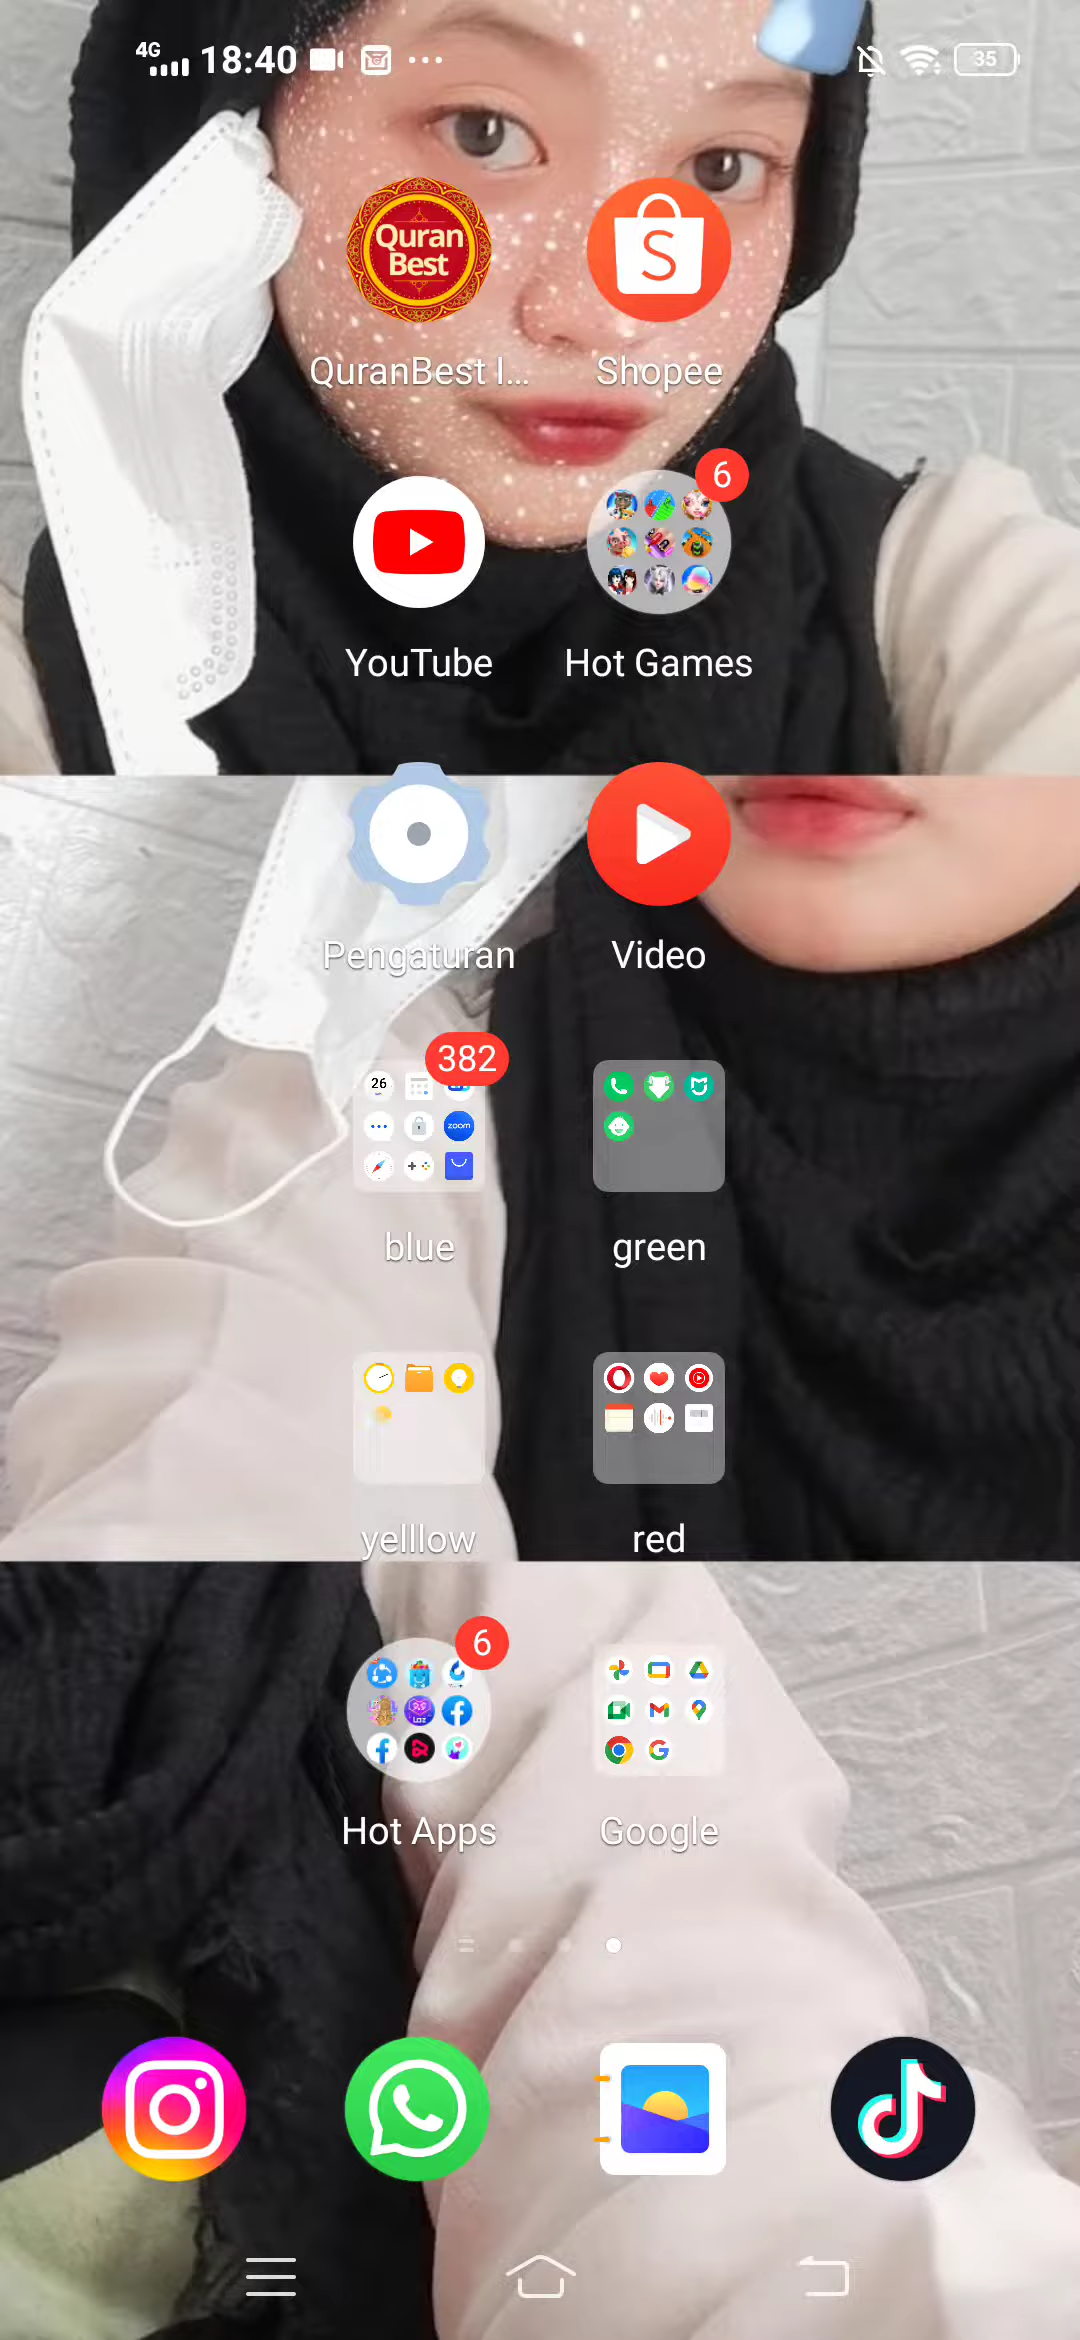 4G 18:40 35
Quran
Best
QuranBest I... Shopee
6
YouTube Hot Games
Pengaturan Video
382
26
zoom
blue green
yelllow red
6
Hot Apps Google